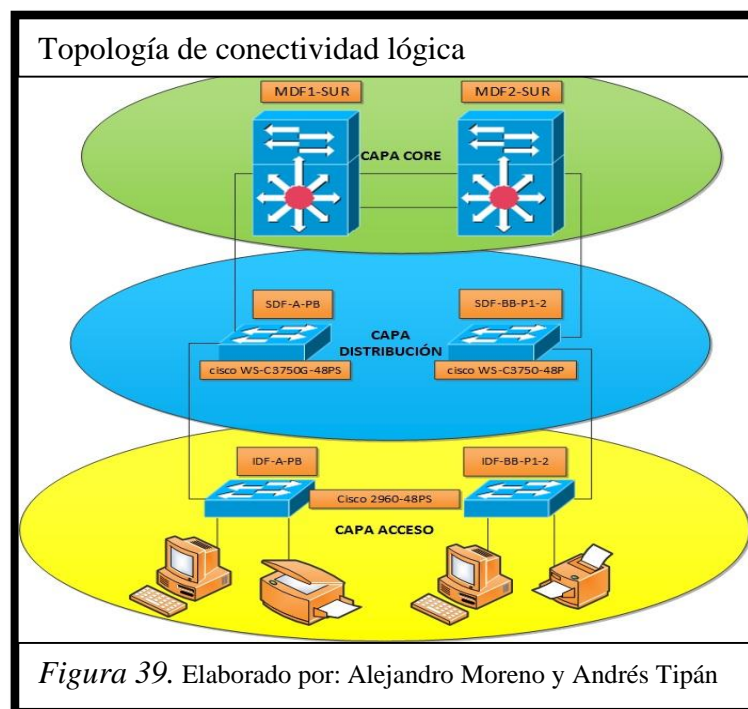 Topología de conectividad lógica
MDF1-SUR
MDF2-SUR
CAPA CORE
SDF-A-PB
SDF-BB-P1-2
CAPA
DISTRIBUCIÓN
cisco WS-C3750G-48PS
cisco WS-C3750-48P
IDF-A-PB
IDF-BB-P1-2
Cisco 2960-48PS
CAPA ACCESO
Figura 39. Elaborado por: Alejandro Moreno y Andrés Tipán